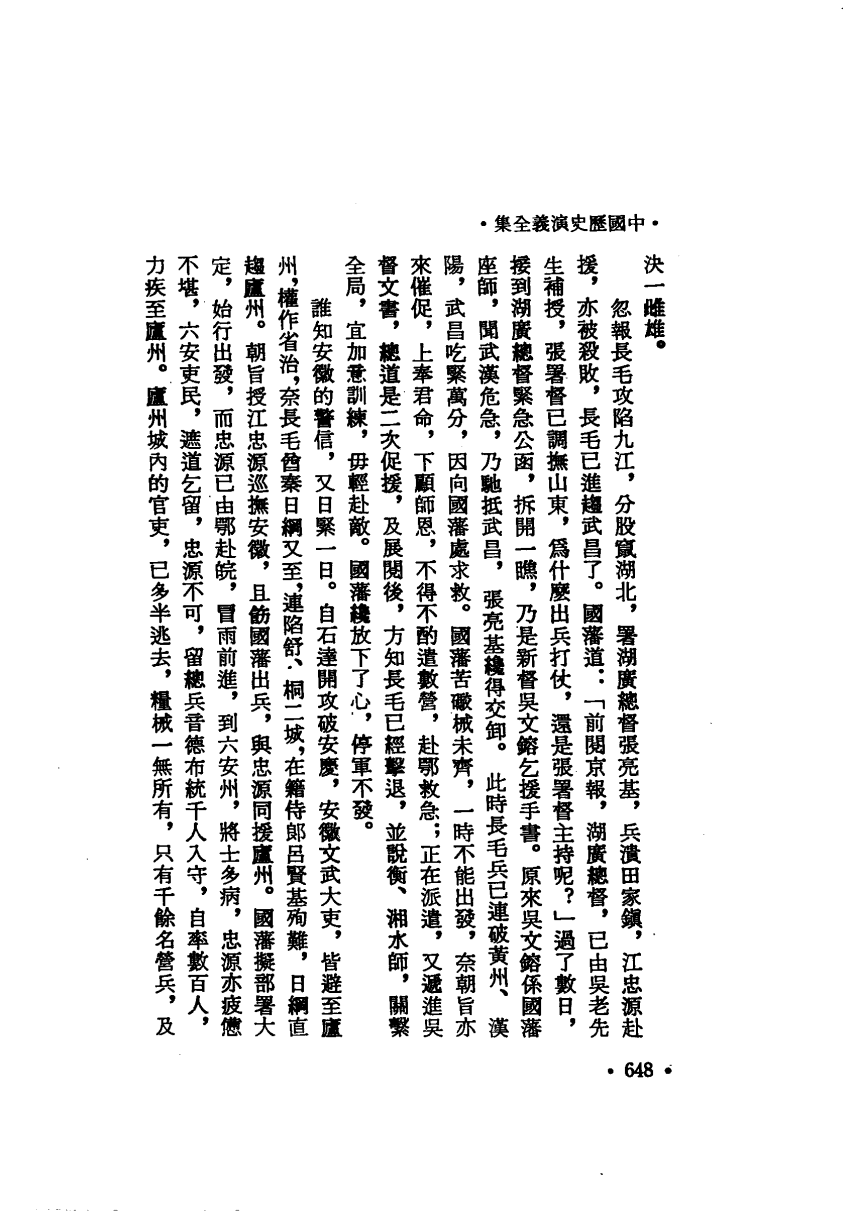 •中國歷史演義全集•
決一雌雄。
忽報長毛攻陷九江，分股竄湖北，署湖廣總督張亮基，兵潰田家鎭，江忠源赴
援，亦被殺敗，長毛已進趨武昌了。國藩道：「前閱京報，湖廣總督，已由吳老先
生補授，張署督已調撫山東，爲什麼出兵打仗，還是張署督主持呢？」過了數日，
接到湖廣總督緊急公函，拆開一瞧，乃是新督吳文鎔乞援手書。原來吳文鎔係國藩
座師，聞武漢危急，乃馳抵武昌，張亮基纔得交卸。此時長毛兵已連破黃州、漢
陽，武昌吃緊萬分，因向國藩處求救。國藩苦礮械未齊，一時不能出發，奈朝旨亦
來催促，上奉君命，下顧師恩，不得不酌遣數營，赴鄂救急；正在派遣，又遞進吳
督文書，總道是二次促援，及展閱後，方知長毛已經擊退，並說衡、湘水師，關繫
全局，宜加意訓練，毋輕赴敵。國藩纔放下了心，停軍不發。
誰知安徽的警信，又日緊一日。自石達開攻破安慶，安徽文武大吏，皆避至廬
州，權作省治，奈長毛酋秦日綱又至，連陷舒、桐二城，在籍侍郎呂賢基殉難，日綱直
趨廬州。朝旨授江忠源巡撫安徽，且飭國藩出兵，與忠源同援廬州。國藩擬部署大
定，始行出發，而忠源已由鄂赴皖，冒雨前進，到六安州，將士多病，忠源亦疲憊
不堪，六安吏民，遮道乞留，忠源不可，留總兵音德布統千人入守，自率數百人，
力疾至廬州。廬州城內的官吏，已多半逃去，糧械一無所有，只有千餘名營兵，及
•648•